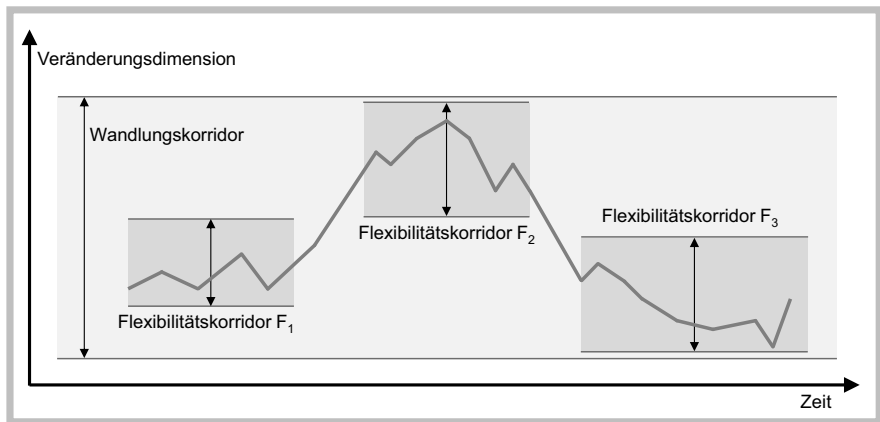 Veränderungsdimension
Wandlungskorridor
Flexibilitätskorridor F3
Flexibilitätskorridor F2
Flexibilitätskorridor F1
Zeit